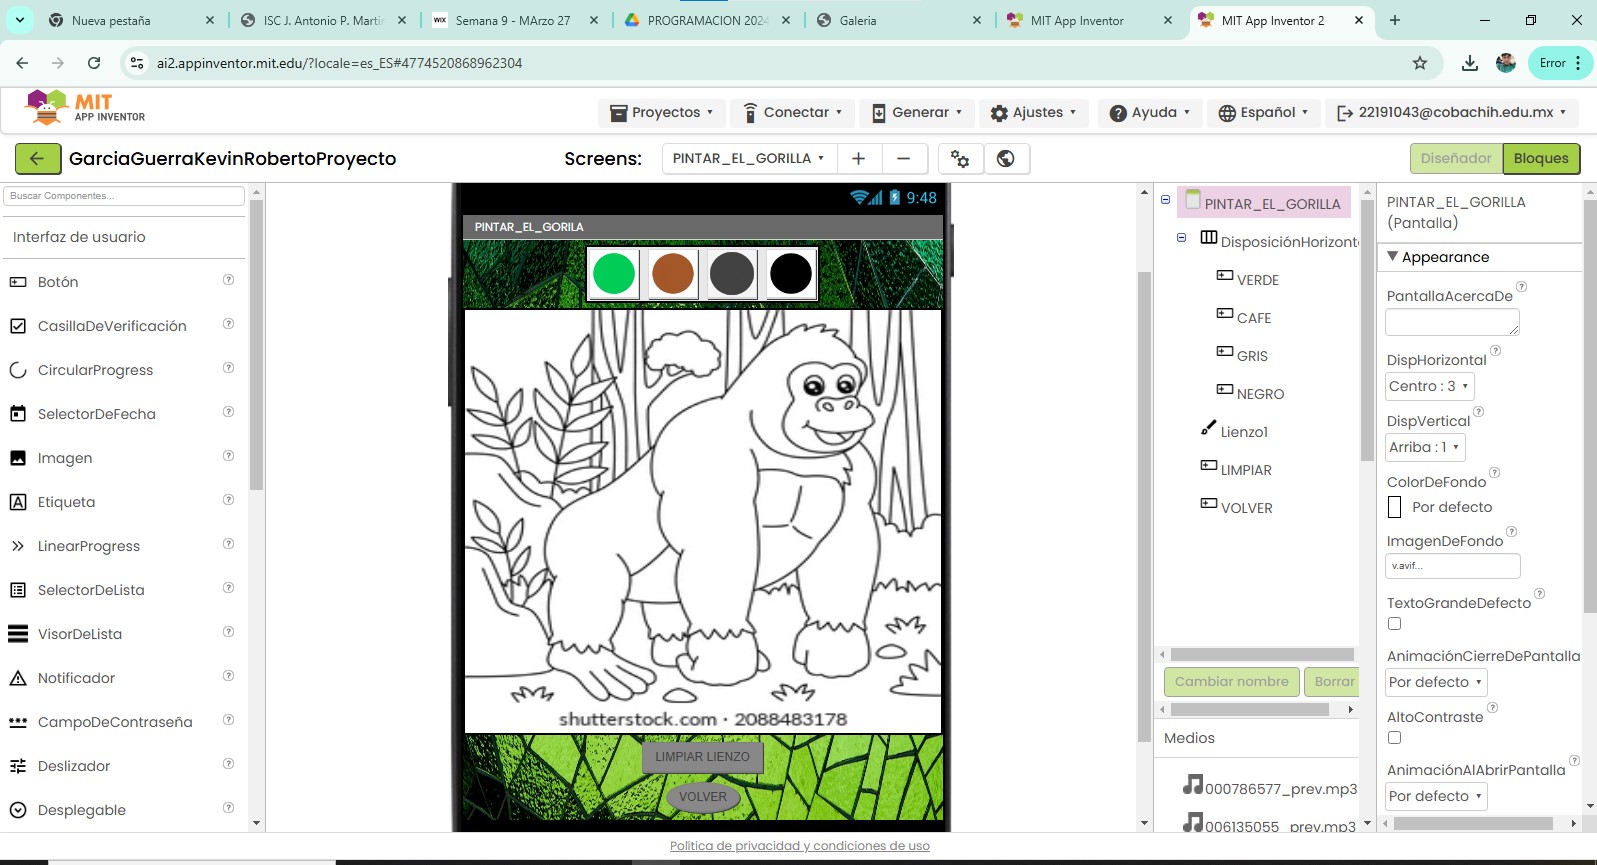 Nueva pestaña
ISC J. Antonio P. Martin
Semana 9 - MArzo 27
PROGRAMACION 2024
Galeria
MIT App Inventor
MIT App Inventor 2
ai2.appinventor.mit.edu/?locale=es_ES#4774520868962304
Error
MIT
APP INVENTOR
Proyectos
Conectar
Generar
Ajustes
Ayuda
Español
22191043@cobachih.edu.mx
GarciaGuerraKevinRobertoProyecto
Screens:
PINTAR_EL_GORILLA
Diseñador
Bloques
Buscar Componentes...
Interfaz de usuario
Botón
CasillaDeVerificación
CircularProgress
SelectorDeFecha
Imagen
Etiqueta
LinearProgress
SelectorDeLista
VisorDeLista
Notificador
CampoDeContraseña
Deslizador
Desplegable
9:48
PINTAR_EL_GORILA
shutterstock.com · 2088483178
LIMPIAR LIENZO
VOLVER
PINTAR_EL_GORILLA
DisposiciónHorizont
VERDE
CAFE
GRIS
NEGRO
Lienzo1
LIMPIAR
VOLVER
Cambiar nombre
Borrar
Medios
000786577_prev.mp3
006135055_prev.mp3
PINTAR_EL_GORILLA
(Pantalla)
Appearance
PantallaAcercaDe
DispHorizontal
Centro : 3
DispVertical
Arriba : 1
ColorDeFondo
Por defecto
ImagenDeFondo
v.avif...
TextoGrandeDefecto
AnimaciónCierreDePantalla
Por defecto
AltoContraste
AnimaciónAlAbrirPantalla
Por defecto
Política de privacidad y condiciones de uso